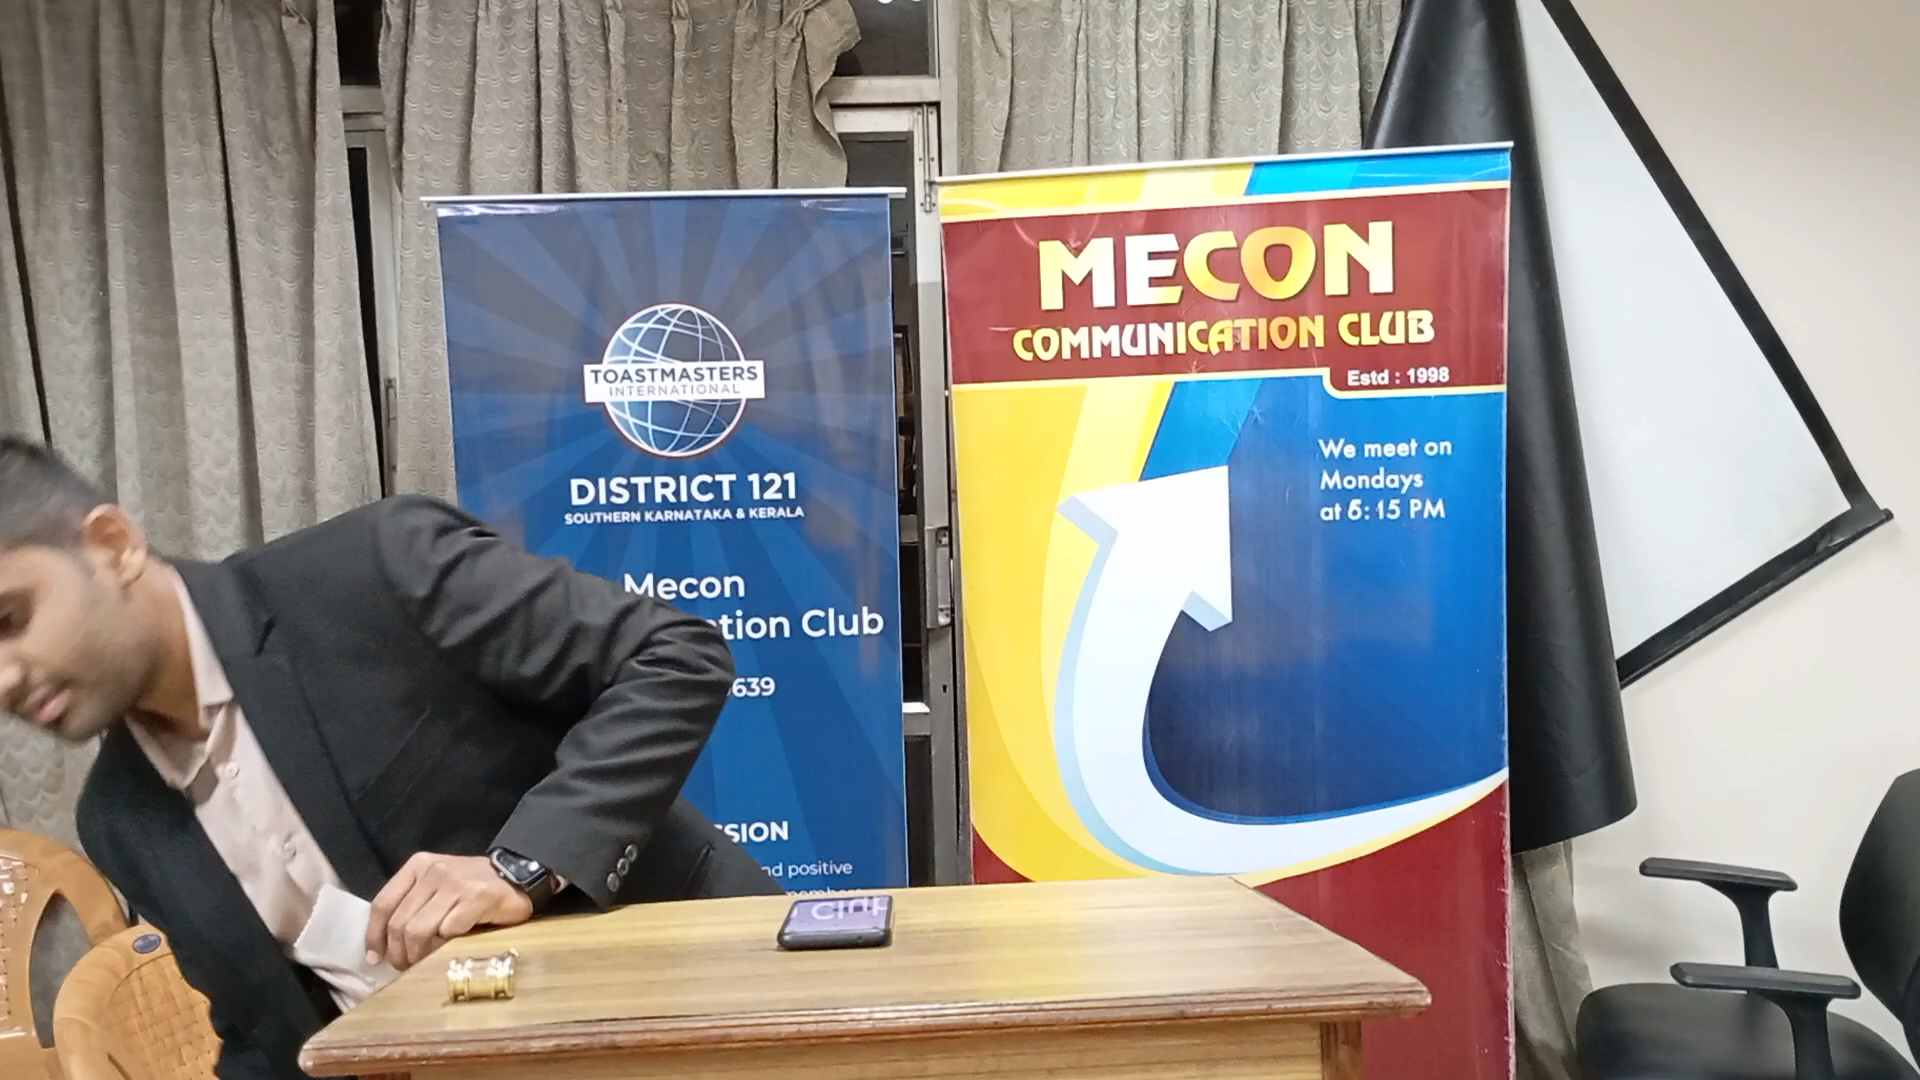 TOASTMASTERS
INTERNATIONAL
DISTRICT 121
SOUTHERN KARNATAKA & KERALA
Mecon
ation Club
639
SSION
nd positive
MECON
COMMUNICATION CLUB
Estd : 1998
We meet on
Mondays
at 6:15 PM